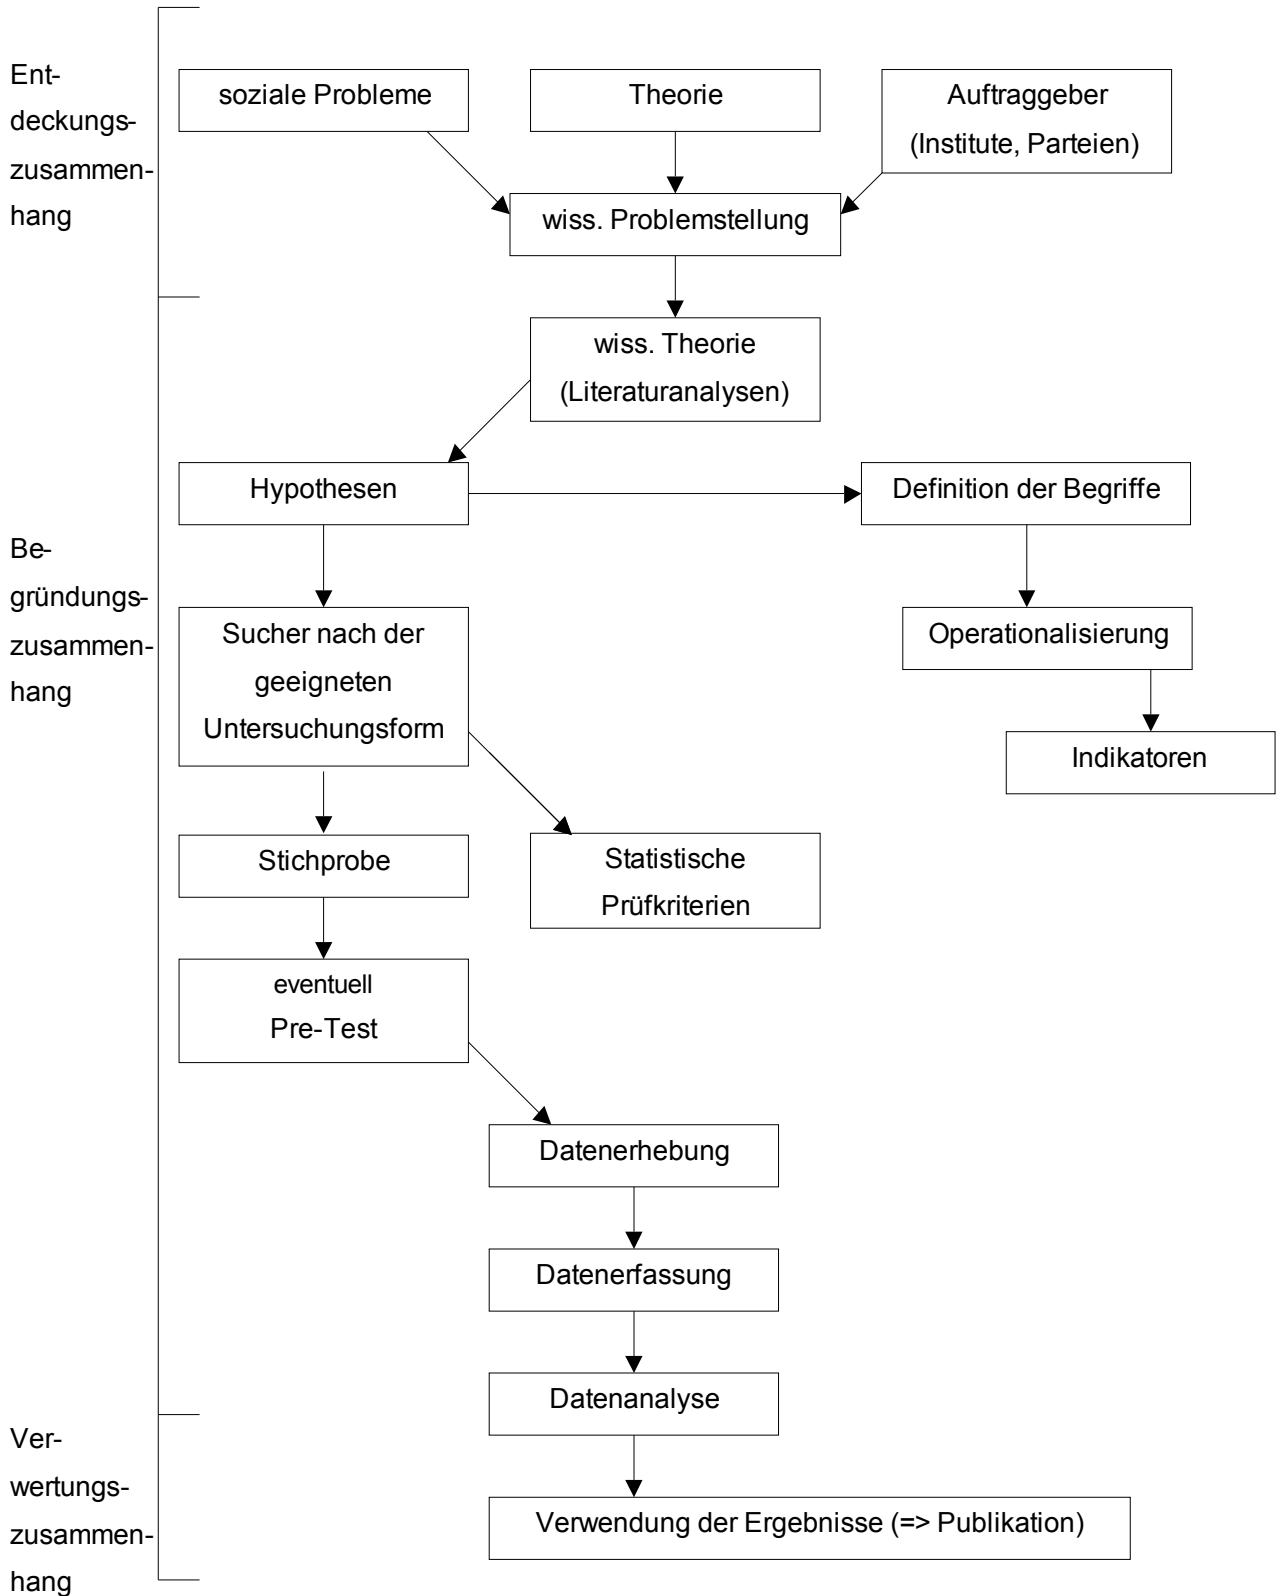 Ent-
deckungs-
zusammen-
hang
soziale Probleme
Theorie
Auftraggeber
(Institute, Parteien)
wiss. Problemstellung
Be-
gründungs-
zusammen-
hang
wiss. Theorie
(Literaturanalysen)
Hypothesen
Definition der Begriffe
Sucher nach der
geeigneten
Untersuchungsform
Operationalisierung
Indikatoren
Stichprobe
Statistische
Prüfkriterien
eventuell
Pre-Test
Datenerhebung
Datenerfassung
Datenanalyse
Ver-
wertungs-
zusammen-
hang
Verwendung der Ergebnisse (=> Publikation)